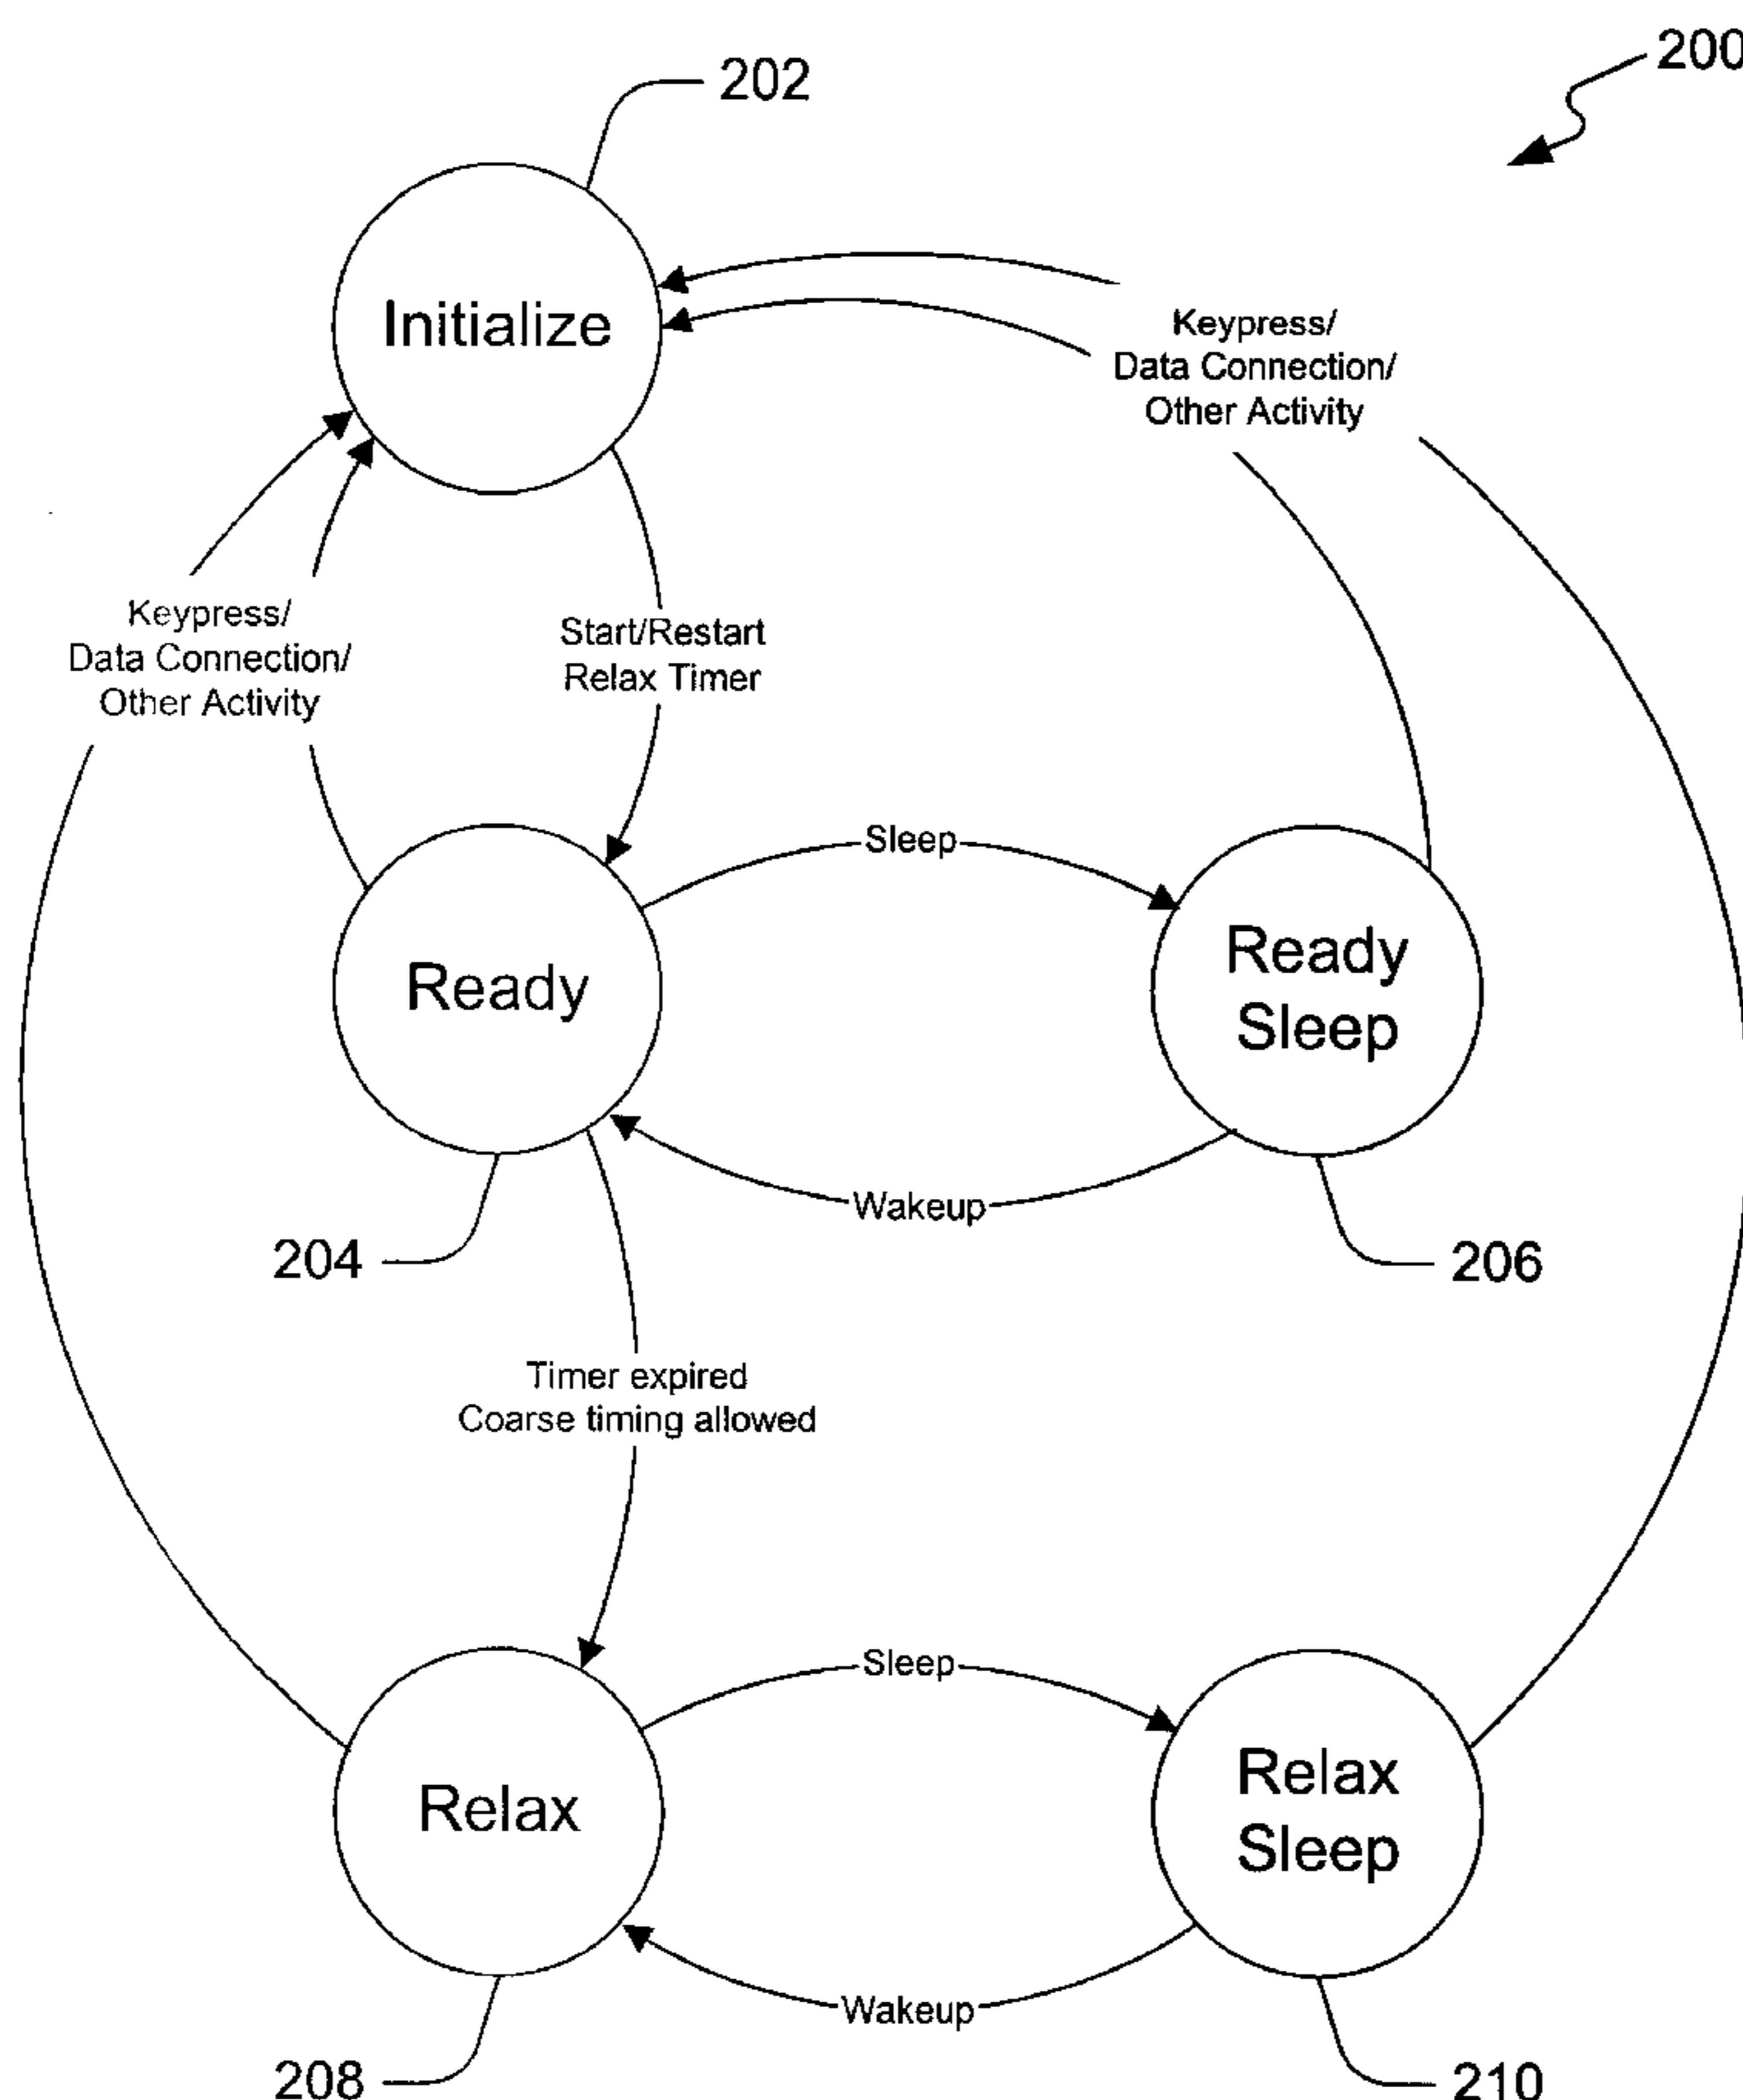 200
202
Initialize
Keypress/
Data Connection/
Other Activity
Keypress/
Data Connection/
Other Activity
Start/Restart
Relax Timer
Sleep
Ready
Ready
Sleep
Wakeup
204
206
Timer expired
Coarse timing allowed
Sleep
Relax
Relax
Sleep
Wakeup
208
210